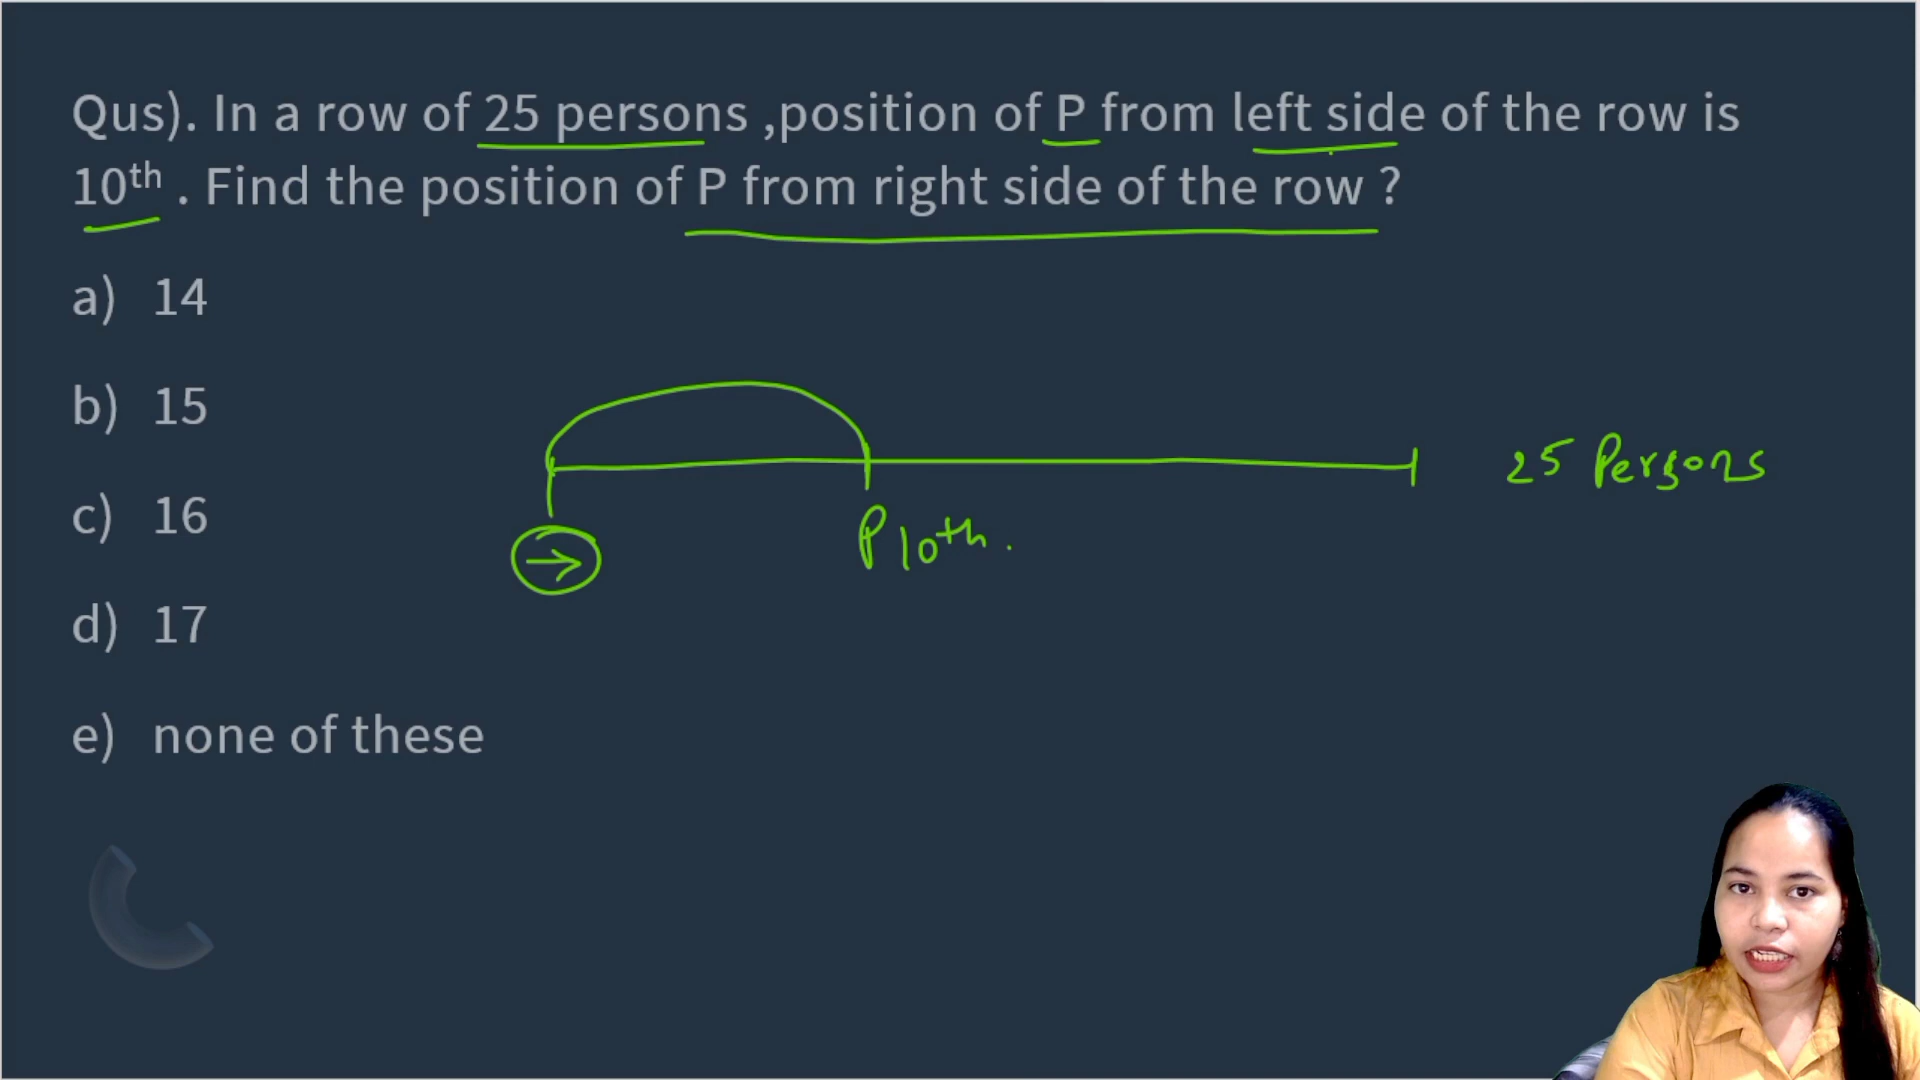 Qus). In a row of 25 persons ,position of P from left side of the row is
10th . Find the position of P from right side of the row ?
a) 14
b) 15
c) 16
d) 17
e) none of these
25 Persons
P 10th .